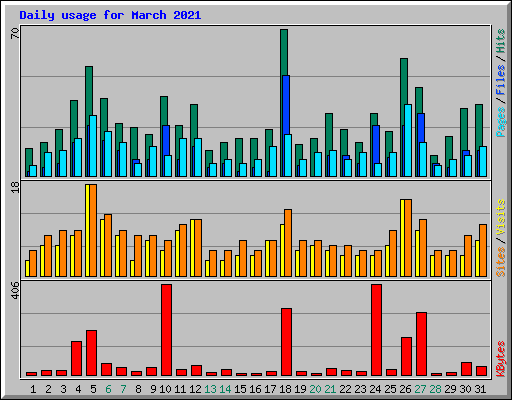 Daily usage for March 2021
70
Pages / Files / Hits
18
Sites / Visits
406
KBytes
1 2 3 4 5 6 7 8 9 10 11 12 13 14 15 16 17 18 19 20 21 22 23 24 25 26 27 28 29 30 31